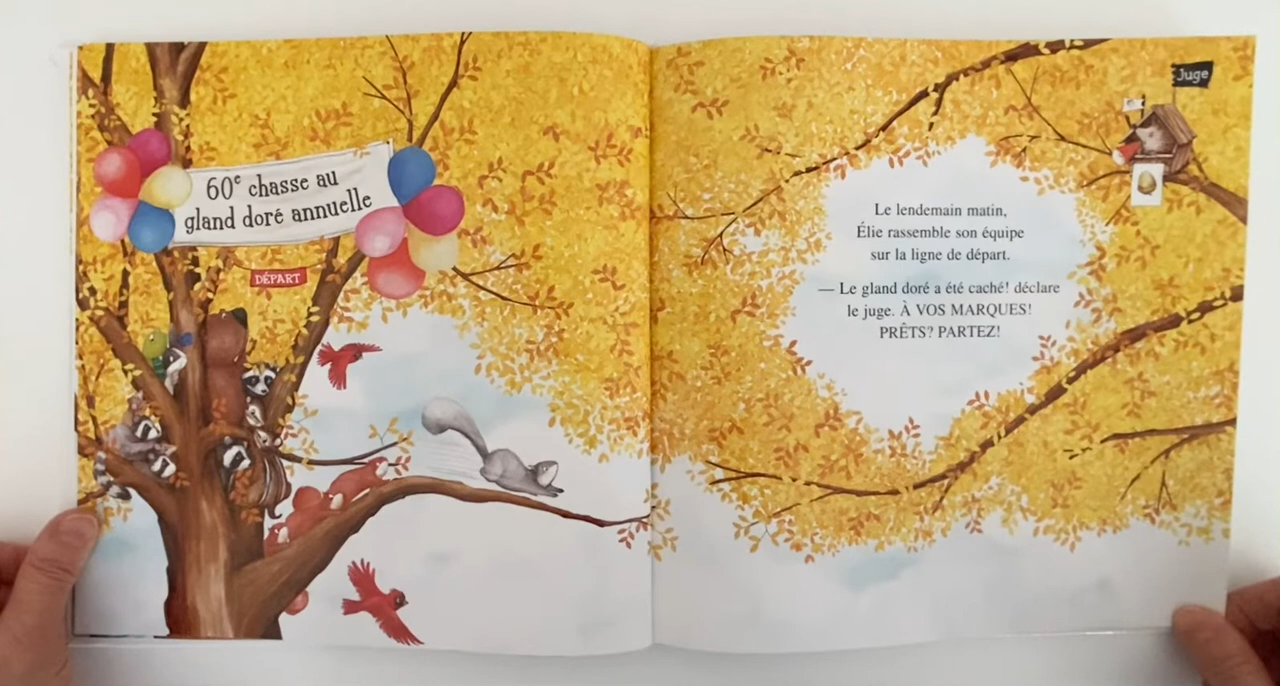 60e chasse au
gland doré annuelle
DÉPART
Juge
Le lendemain matin,
Élie rassemble son équipe
sur la ligne de départ.
— Le gland doré a été caché! déclare
le juge. À VOS MARQUES!
PRÊTS? PARTEZ!